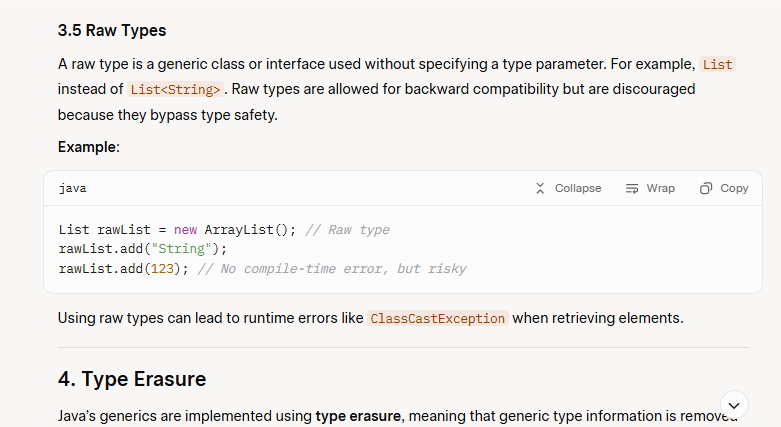 3.5 Raw Types
A raw type is a generic class or interface used without specifying a type parameter. For example, List
instead of List<String>. Raw types are allowed for backward compatibility but are discouraged
because they bypass type safety.
Example:
java Collapse Wrap Copy
List rawList = new ArrayList(); // Raw type
rawList.add("String");
rawList.add(123); // No compile-time error, but risky
Using raw types can lead to runtime errors like ClassCastException when retrieving elements.
4. Type Erasure
Java's generics are implemented using type erasure, meaning that generic type information is removed